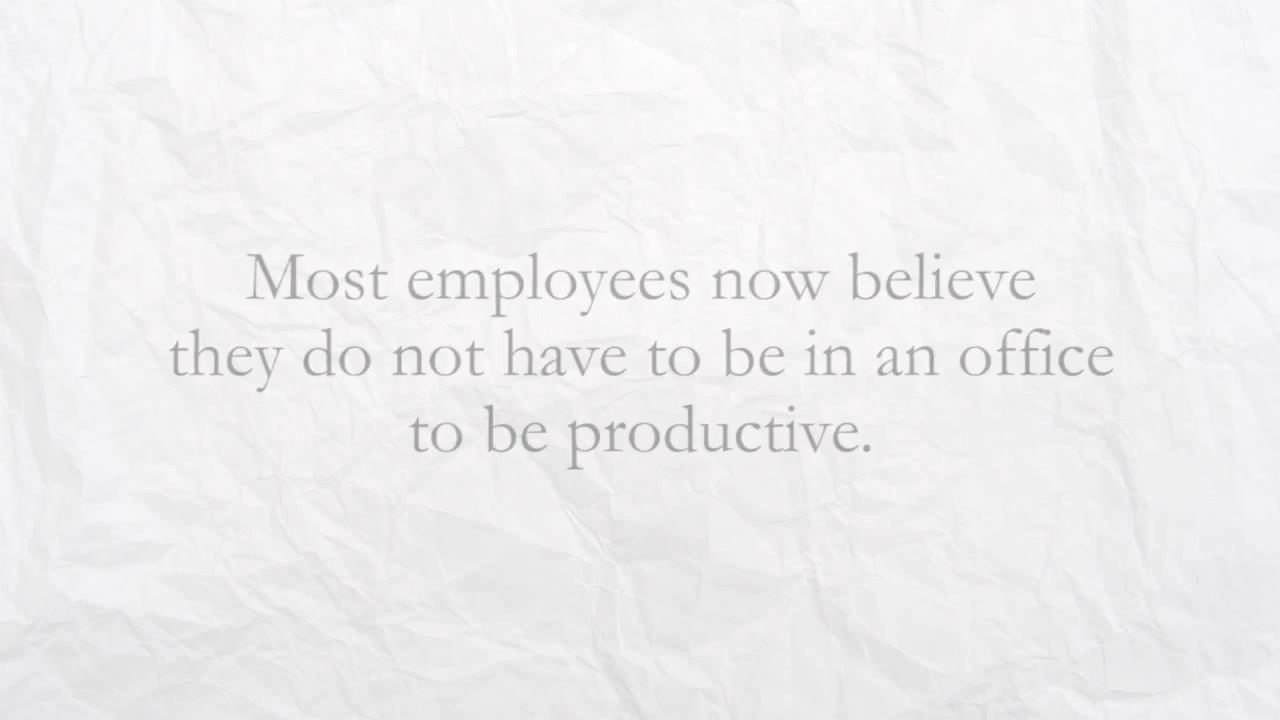 Most employees now believe
they do not have to be in an office
to be productive.